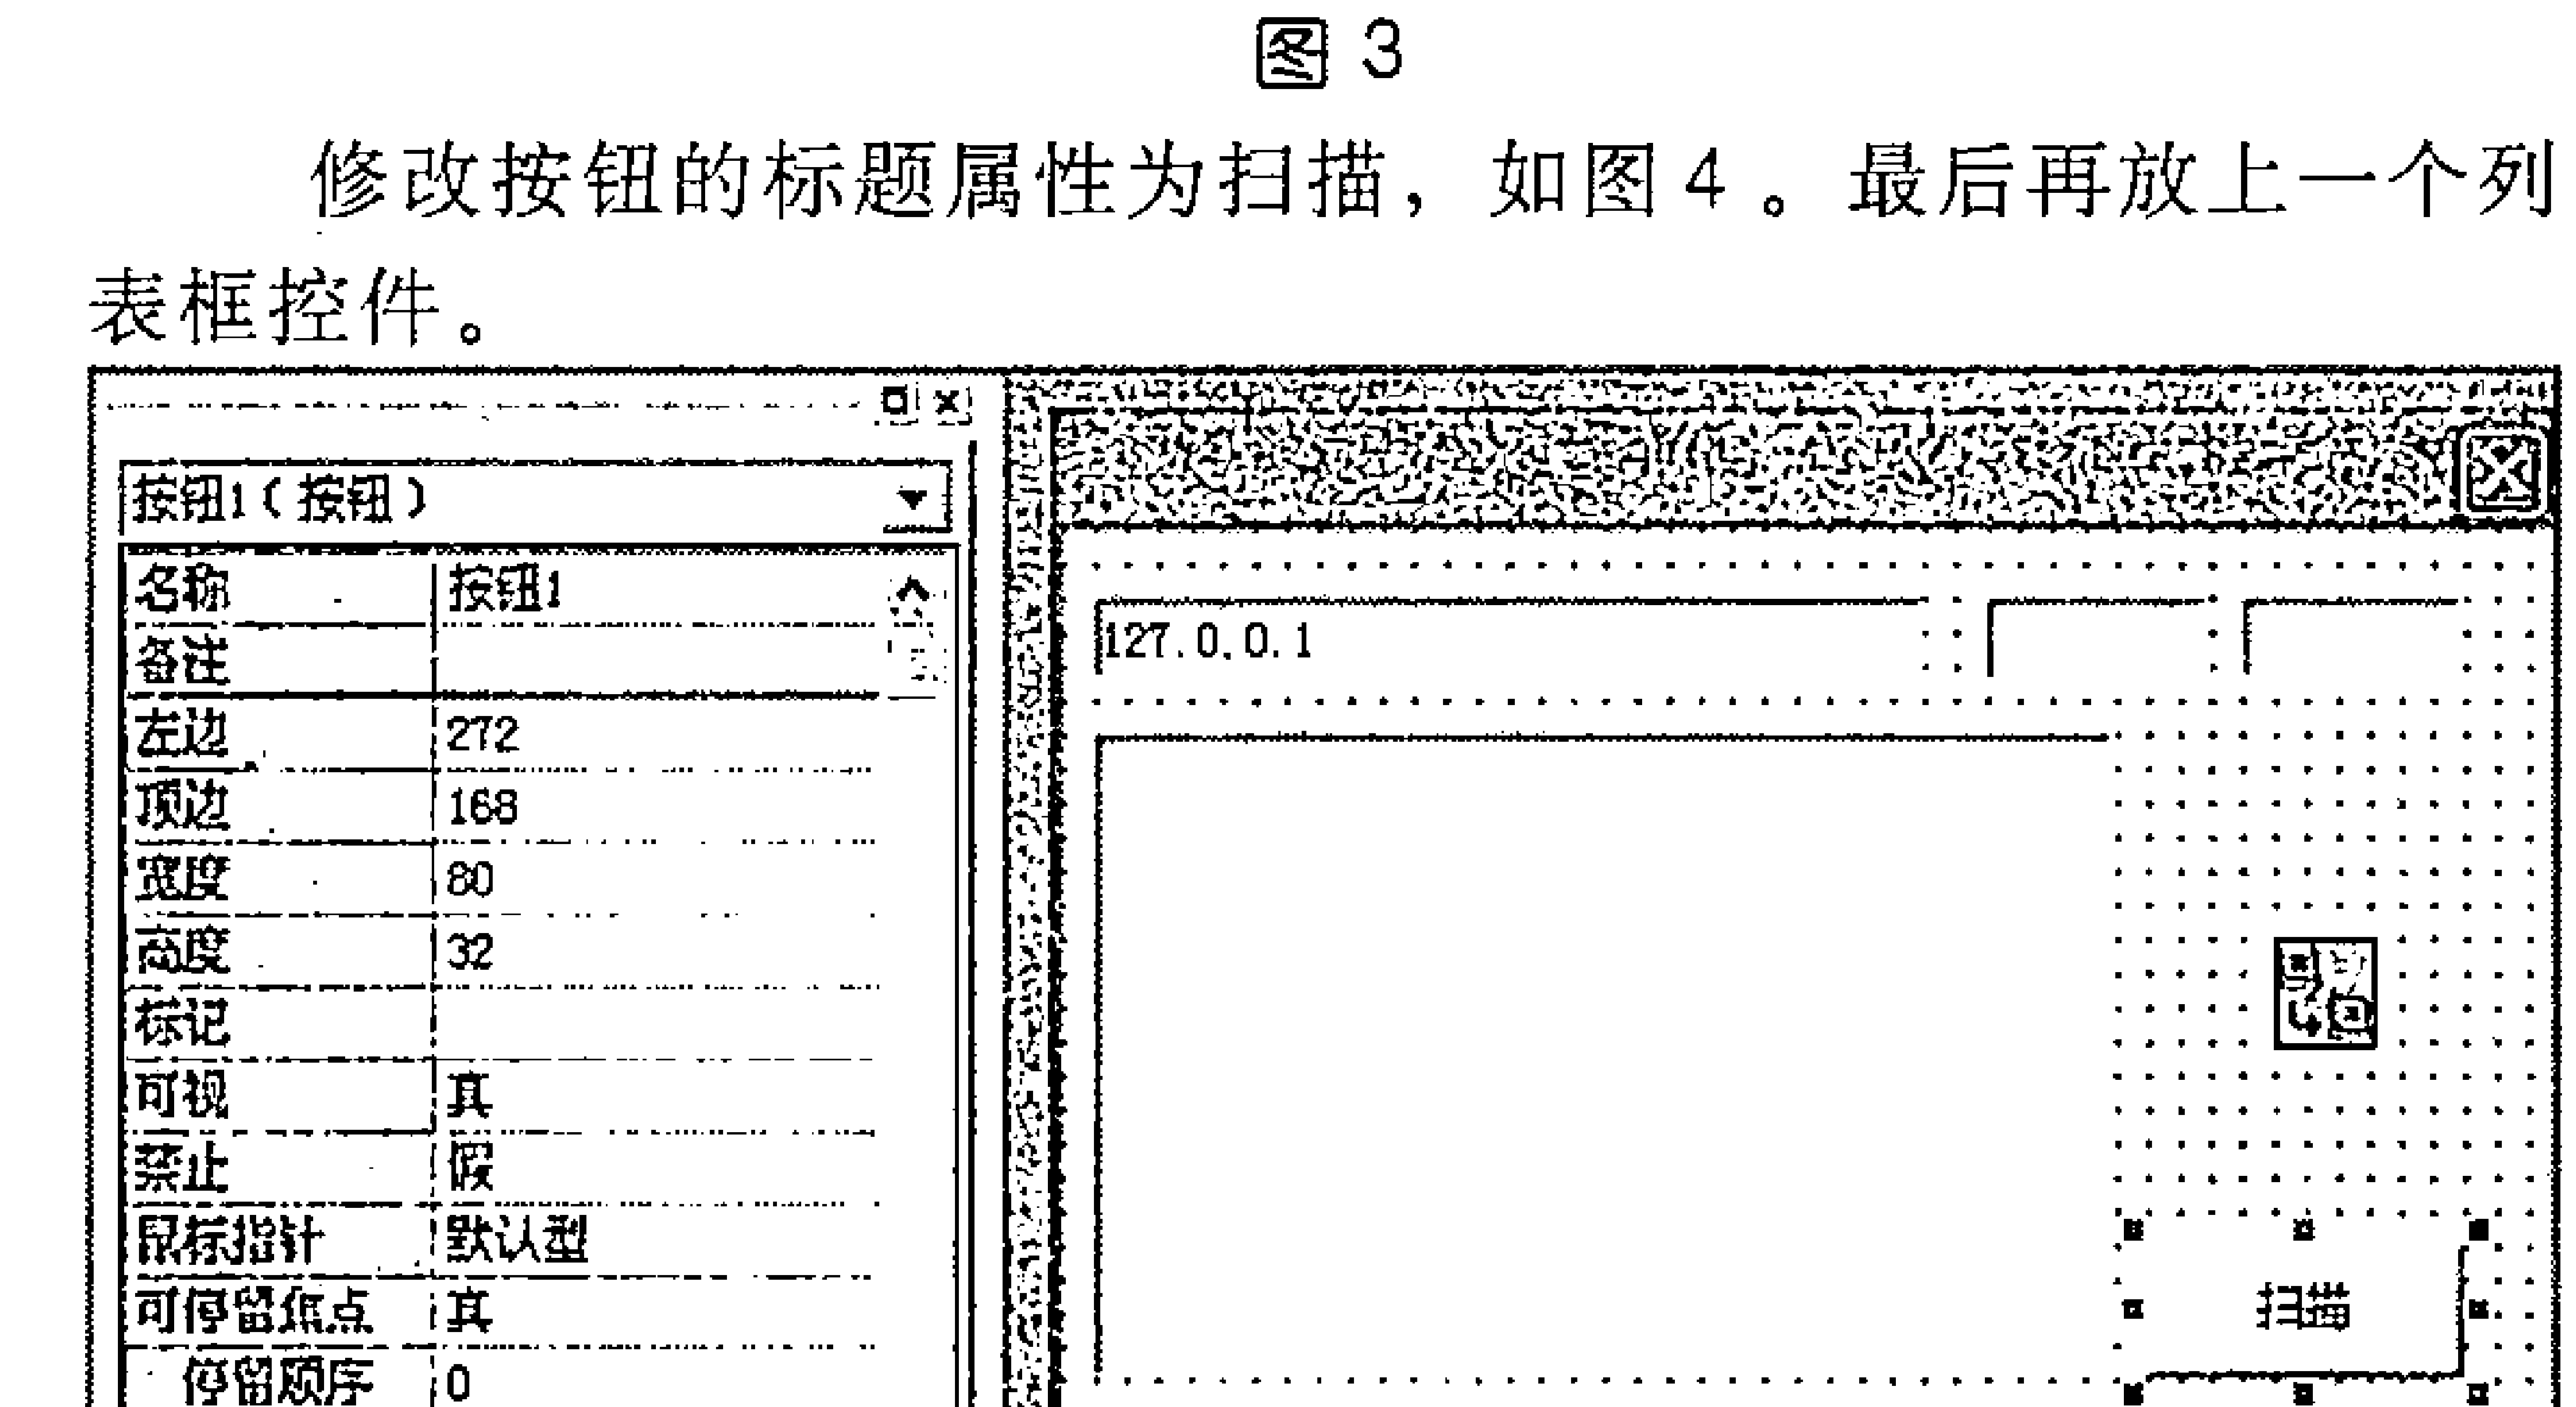 图 3
修改按钮的标题属性为扫描，如图 4 。最后再放上一个列
表框控件。
按钮1（按钮）
名称 按钮1
备注
左边 272
顶边 168
宽度 80
高度 32
标记
可视 真
禁止 假
鼠标指针 默认型
可停留焦点 真
停留顺序 0
127.0.0.1
扫描